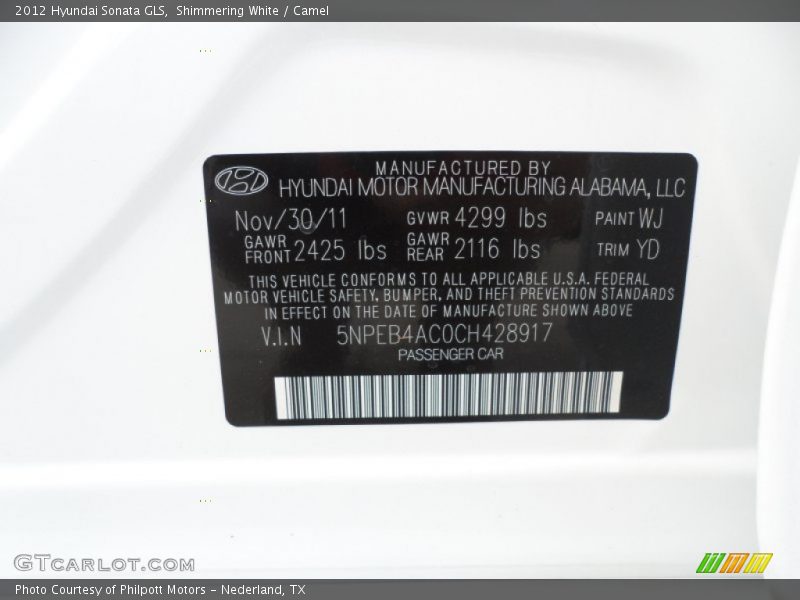 2012 Hyundai Sonata GLS, Shimmering White / Camel
MANUFACTURED BY
HYUNDAI MOTOR MANUFACTURING ALABAMA, LLC
Nov/30/11 GVWR 4299 lbs PAINT WJ
GAWR FRONT 2425 lbs GAWR REAR 2116 lbs TRIM YD
THIS VEHICLE CONFORMS TO ALL APPLICABLE U.S.A. FEDERAL
MOTOR VEHICLE SAFETY, BUMPER, AND THEFT PREVENTION STANDARDS
IN EFFECT ON THE DATE OF MANUFACTURE SHOWN ABOVE
V.I.N 5NPEB4AC0CH428917
PASSENGER CAR
GTCARLOT.COM
Photo Courtesy of Philpott Motors - Nederland, TX